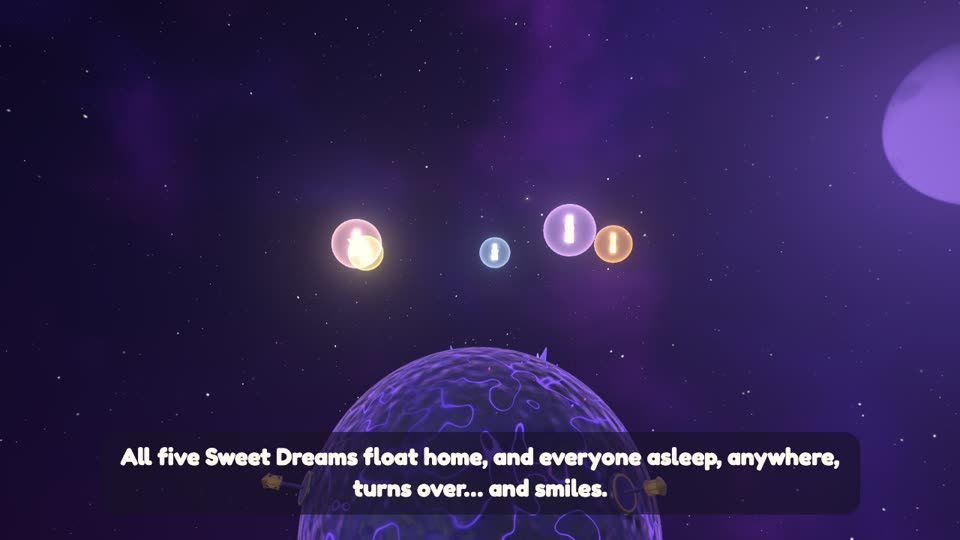 All five Sweet Dreams float home, and everyone asleep, anywhere,
turns over... and smiles.